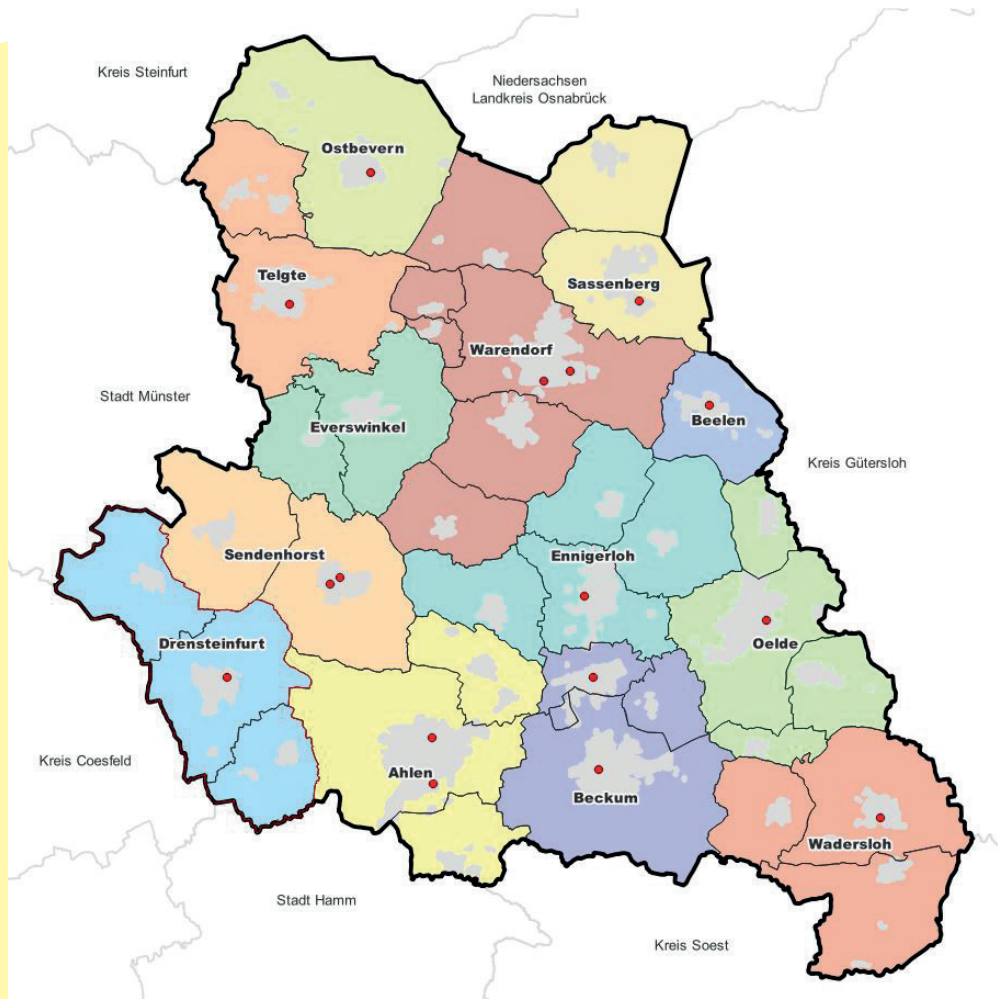 Kreis Steinfurt
Niedersachsen
Landkreis Osnabrück
Ostbevern
Telgte
Sassenberg
Warendorf
Stadt Münster
Everswinkel
Beelen
Kreis Gütersloh
Sendenhorst
Ennigerloh
Drensteinfurt
Oelde
Kreis Coesfeld
Ahlen
Beckum
Wadersloh
Stadt Hamm
Kreis Soest